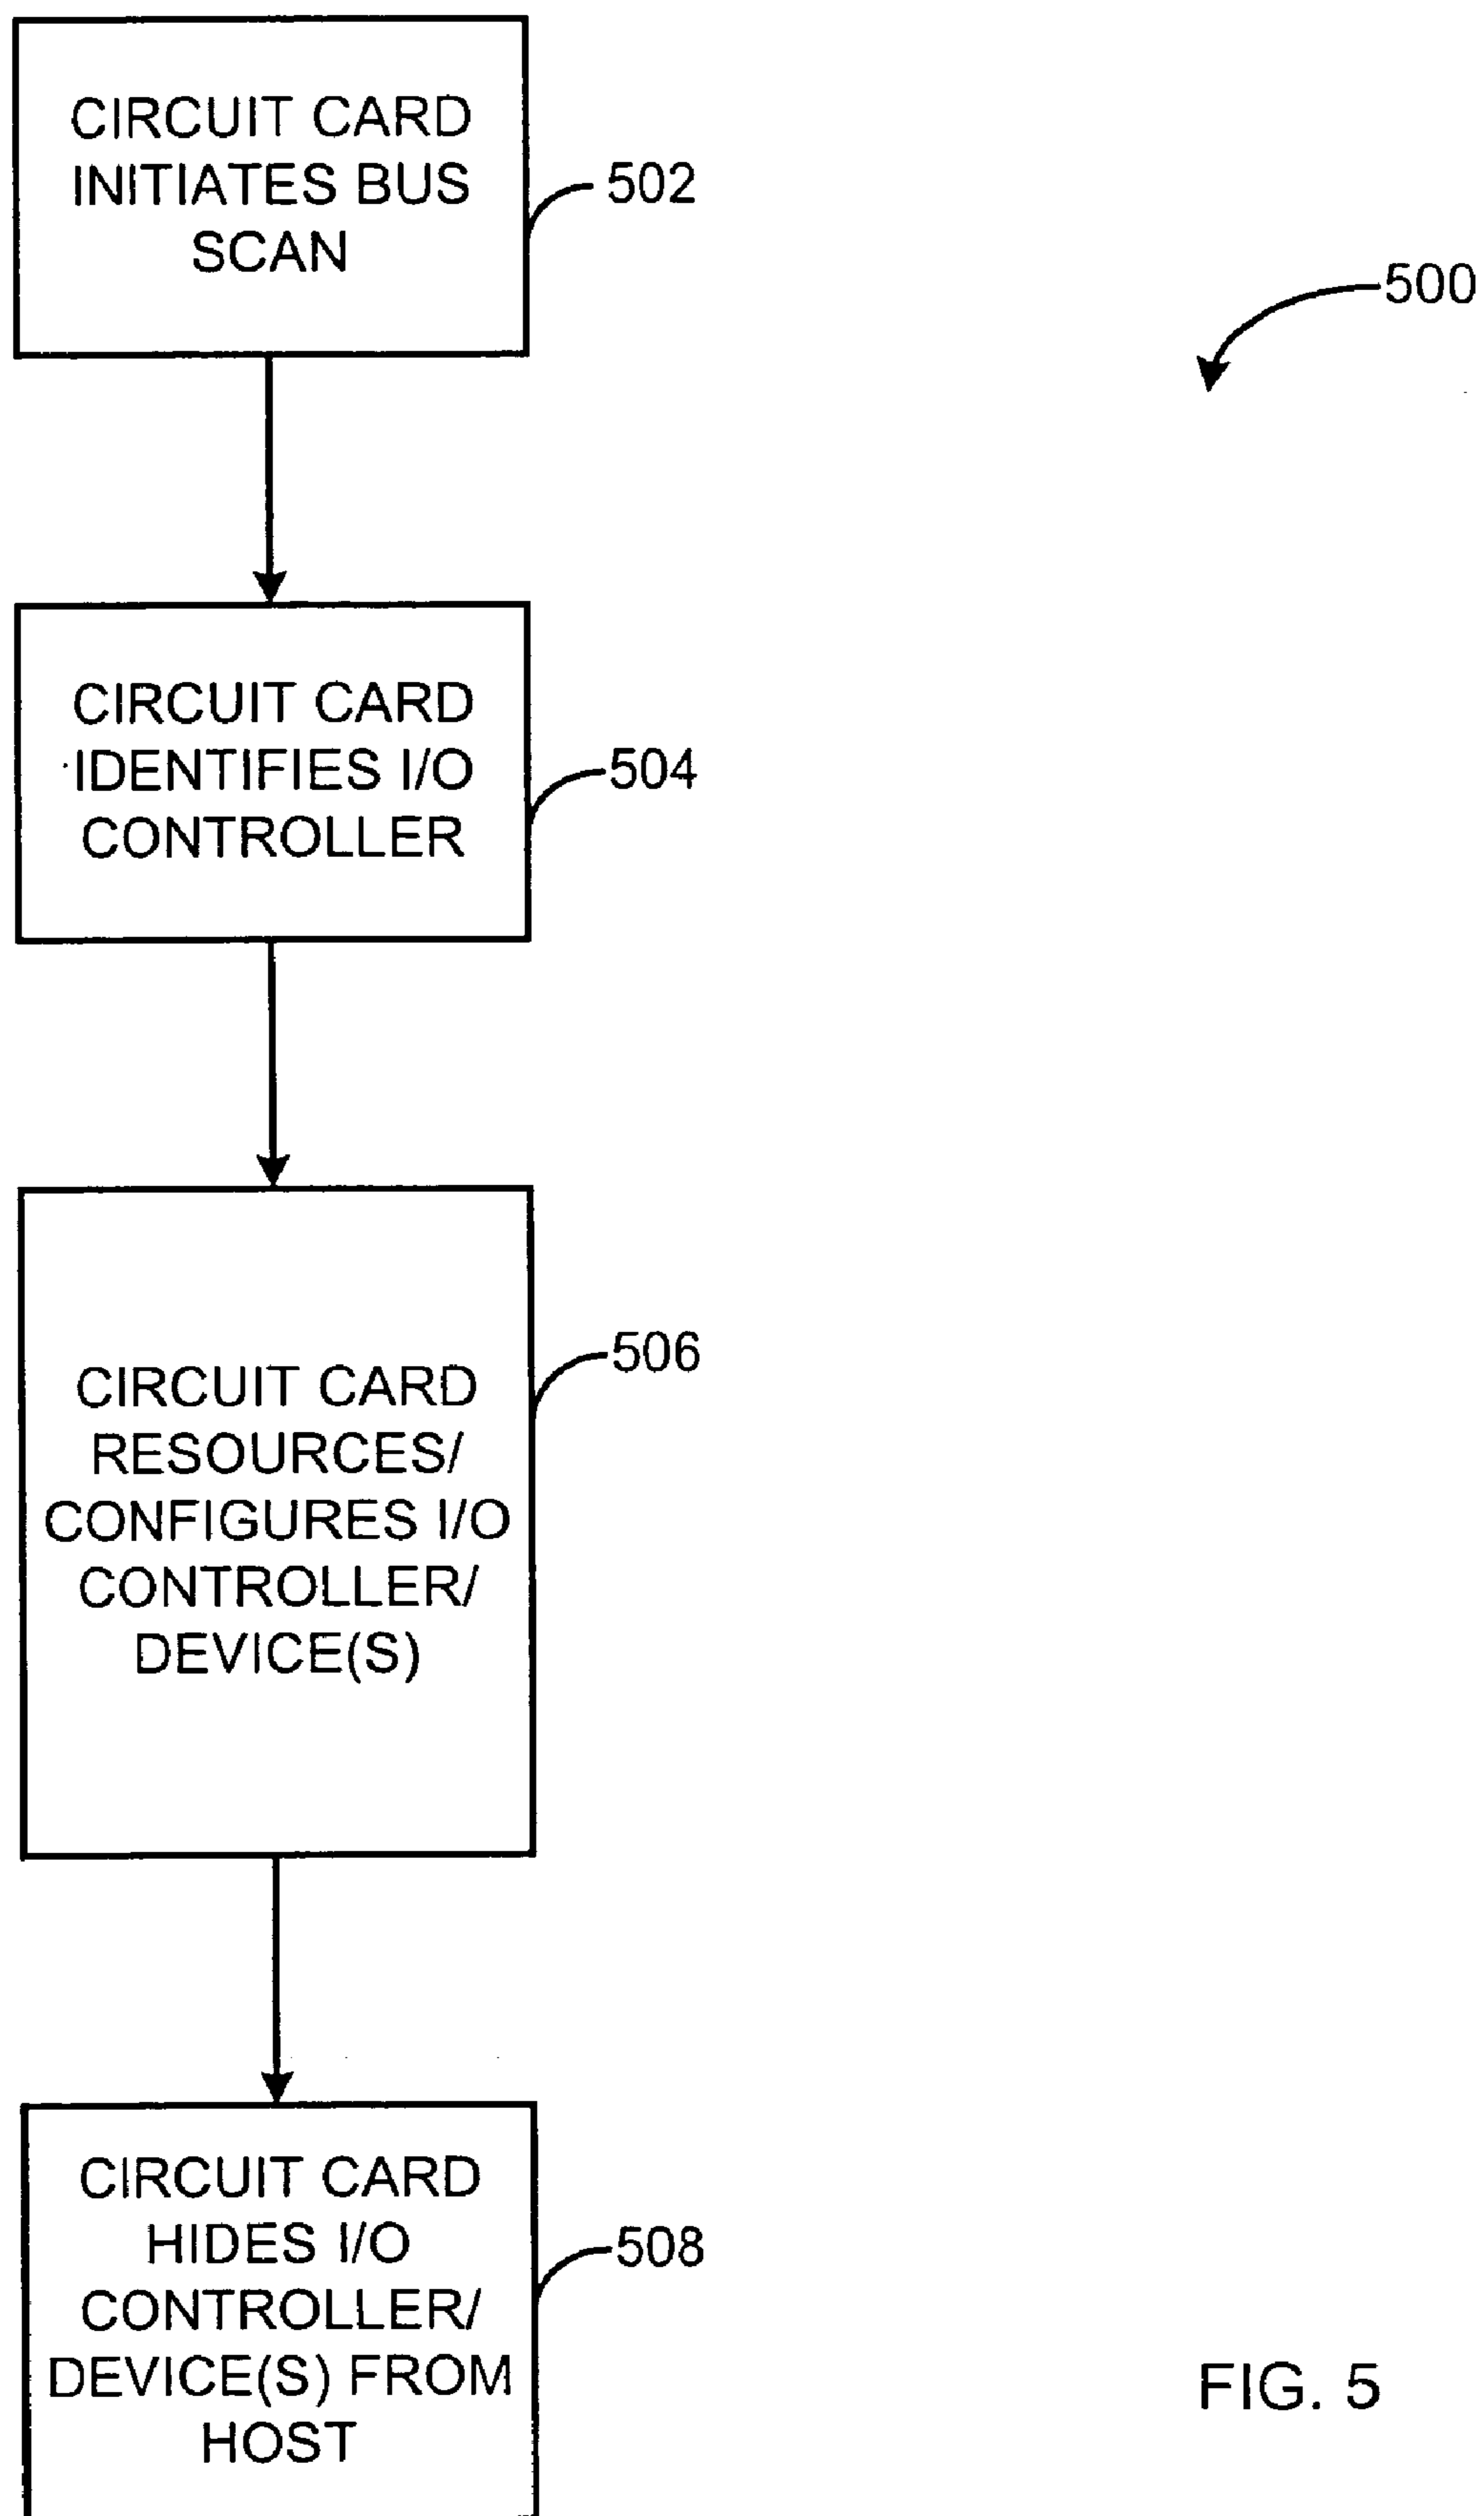 CIRCUIT CARD
INITIATES BUS
SCAN
502
500
CIRCUIT CARD
IDENTIFIES I/O
CONTROLLER
504
CIRCUIT CARD
RESOURCES/
CONFIGURES I/O
CONTROLLER/
DEVICE(S)
506
CIRCUIT CARD
HIDES I/O
CONTROLLER/
DEVICE(S) FROM
HOST
508
FIG. 5